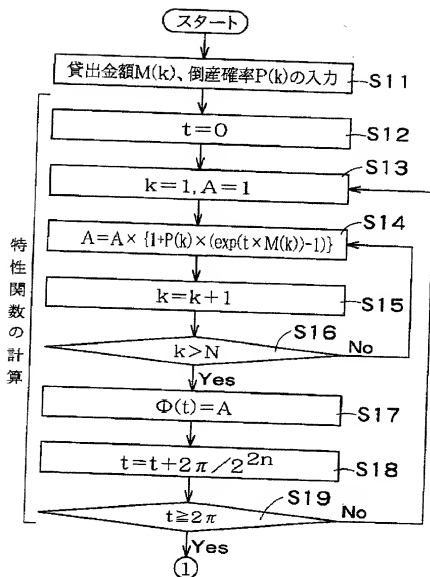 スタート
貸出金額M(k)、倒産確率P(k)の入力
S11
t=0
S12
S13
k=1, A=1
S14
A=A×{1+P(k)×(exp(t×M(k))-1)}
k=k+1
S15
S16
k>N
No
Yes
Φ(t)=A
S17
t=t+2π/2²ⁿ
S18
S19
t≧2π
No
Yes
①
特性関数の計算